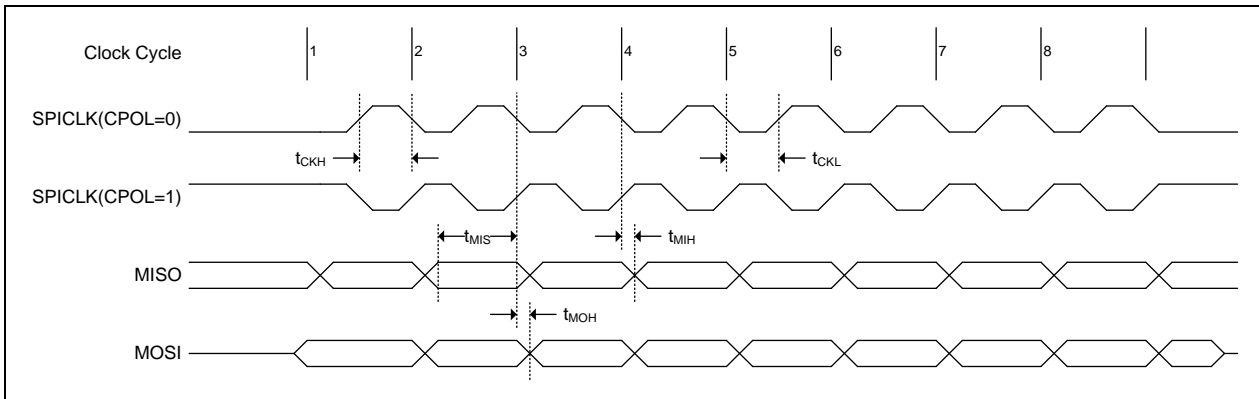 Clock Cycle 1 2 3 4 5 6 7 8
SPICLK(CPOL=0)
tCKH tCKL
SPICLK(CPOL=1)
tMIS tMIH
MISO
tMOH
MOSI